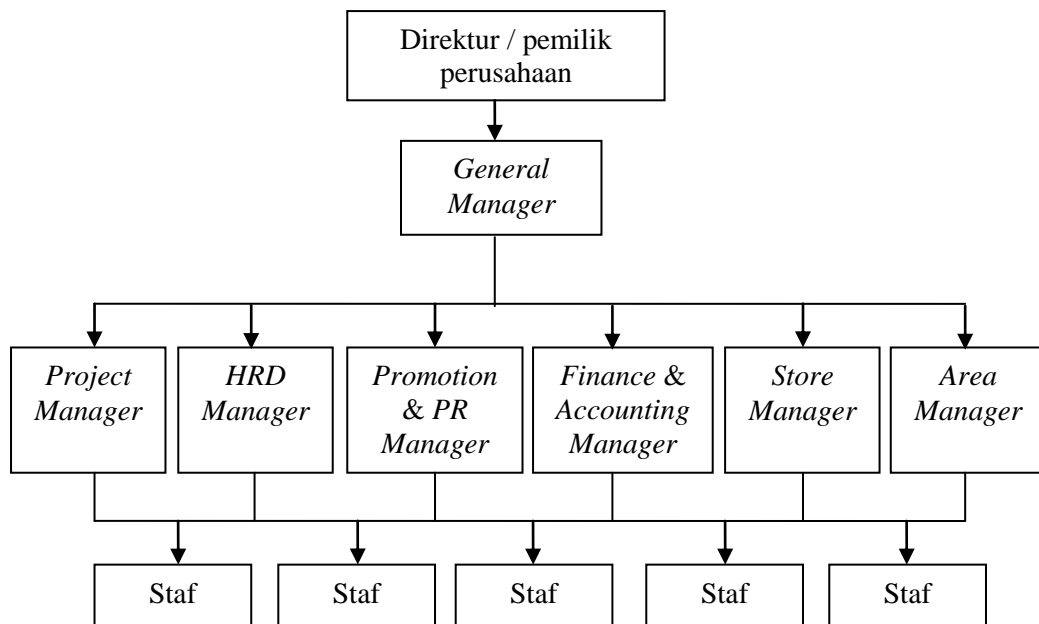 Direktur / pemilik
perusahaan
General
Manager
Project
Manager
HRD
Manager
Promotion
& PR
Manager
Finance &
Accounting
Manager
Store
Manager
Area
Manager
Staf
Staf
Staf
Staf
Staf